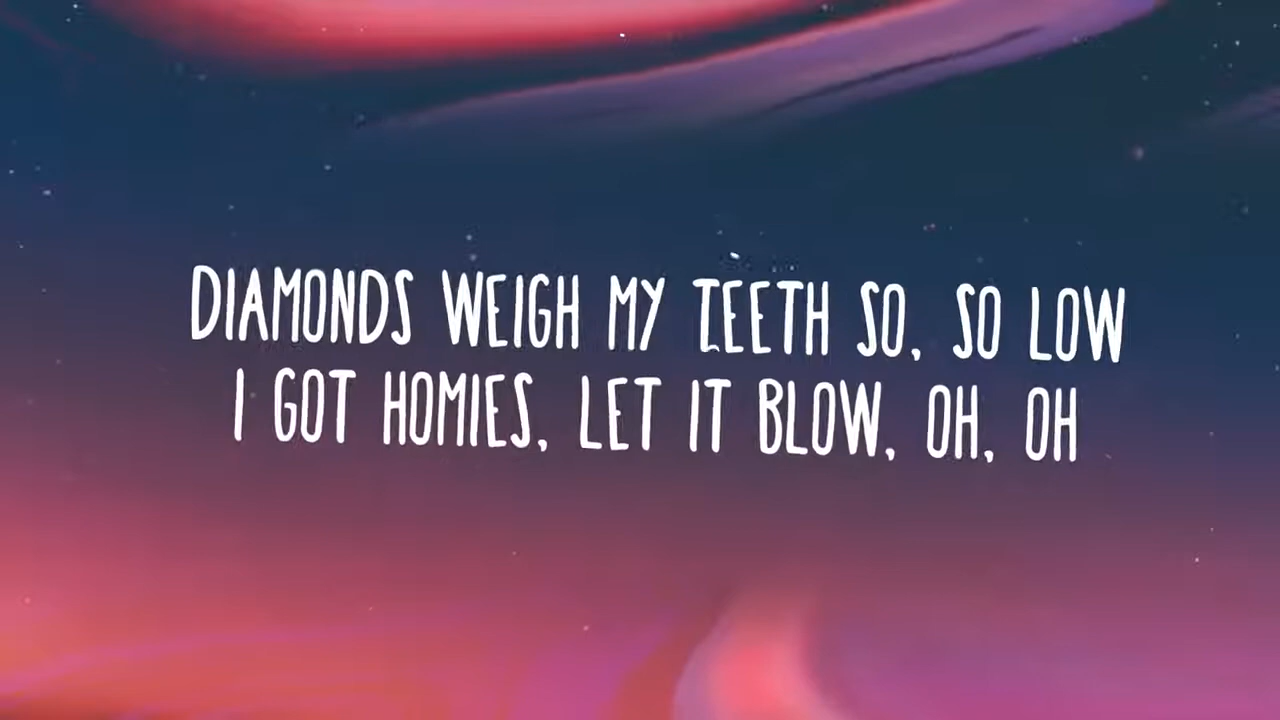 DIAMONDS WEIGH MY TEETH SO, SO LOW
I GOT HOMIES, LET IT BLOW, OH, OH